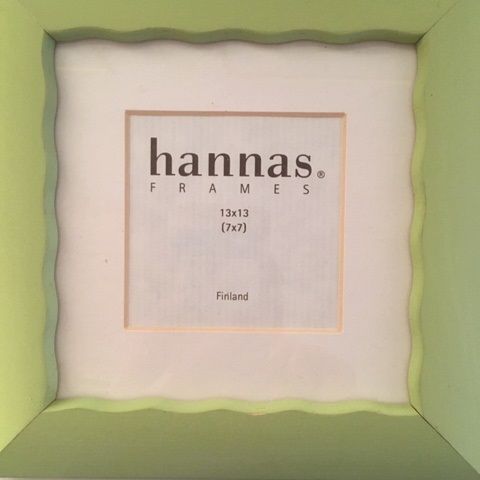 hannas®
FRAMES
13x13
(7x7)
Finland